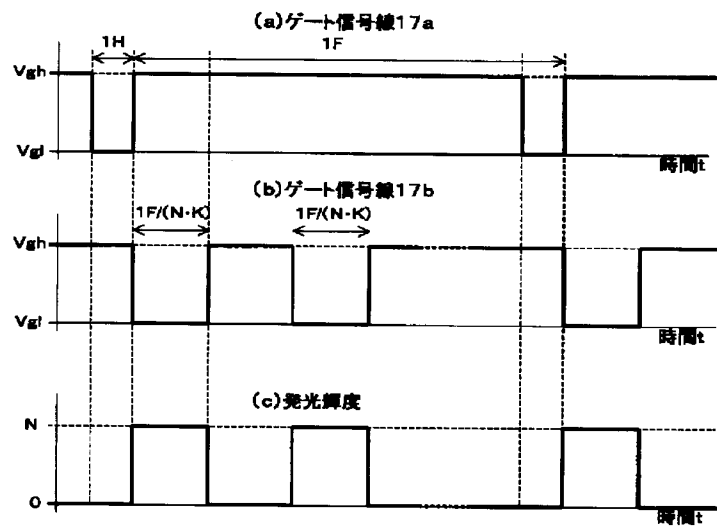 (a)ゲート信号線17a
1H
1F
Vgh
Vgl
時間t
(b)ゲート信号線17b
1F/(N・K)
1F/(N・K)
Vgh
Vgl
時間t
(c)発光輝度
N
0
時間t